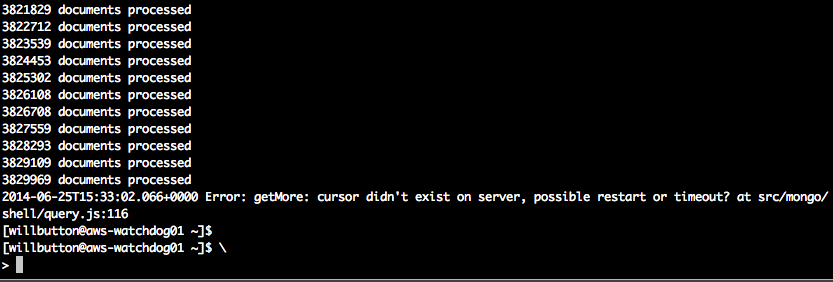 3821829 documents processed
3822712 documents processed
3823539 documents processed
3824453 documents processed
3825302 documents processed
3826108 documents processed
3826708 documents processed
3827559 documents processed
3828293 documents processed
3829109 documents processed
3829969 documents processed
2014-06-25T15:33:02.066+0000 Error: getMore: cursor didn't exist on server, possible restart or timeout? at src/mongo/
shell/query.js:116
[willbutton@aws-watchdog01 ~]$
[willbutton@aws-watchdog01 ~]$ \
>